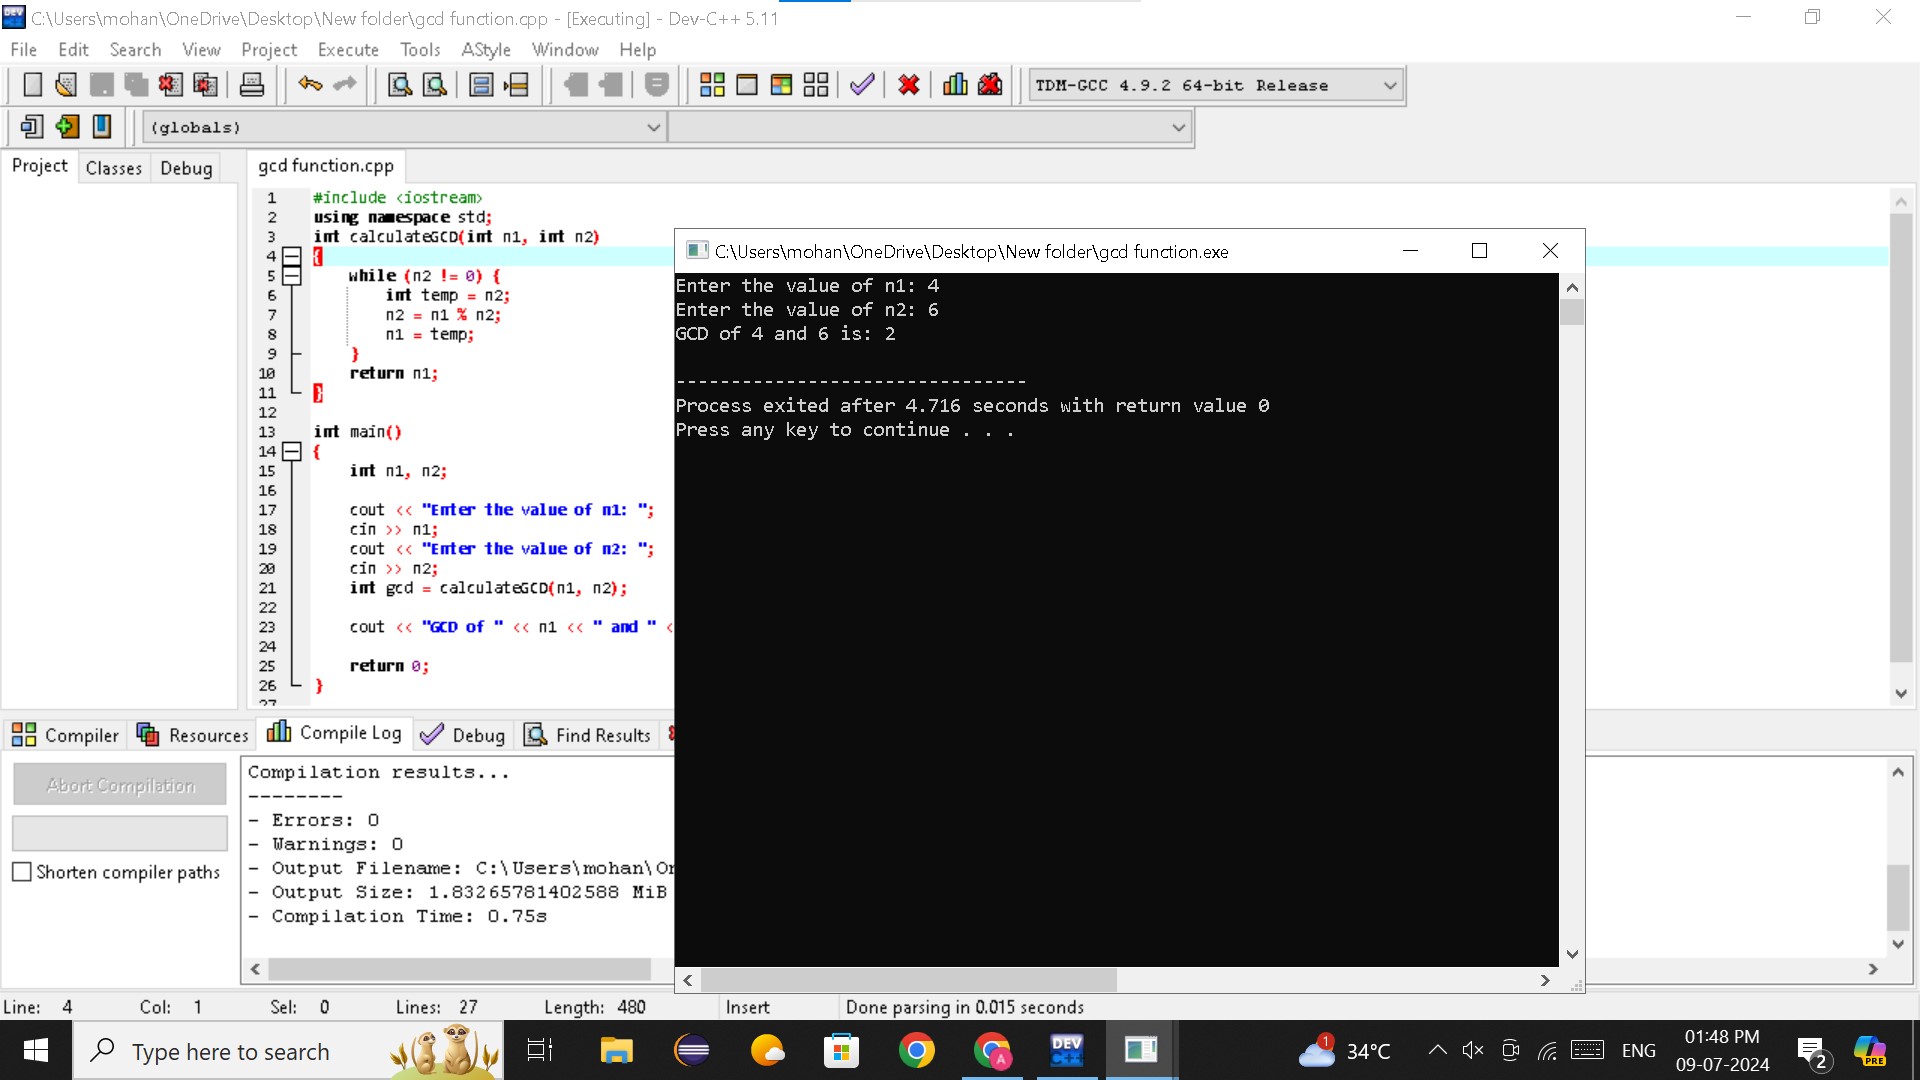 C:\Users\mohan\OneDrive\Desktop\New folder\gcd function.cpp - [Executing] - Dev-C++ 5.11
File Edit Search View Project Execute Tools AStyle Window Help
TDM-GCC 4.9.2 64-bit Release
(globals)
Project Classes Debug
gcd function.cpp
1 #include <iostream>
2 using namespace std;
3 int calculateGCD(int n1, int n2)
4 {
5 while (n2 != 0) {
6 int temp = n2;
7 n2 = n1 % n2;
8 n1 = temp;
9 }
10 return n1;
11 }
12
13 int main()
14 {
15 int n1, n2;
16
17 cout << "Enter the value of n1: ";
18 cin >> n1;
19 cout << "Enter the value of n2: ";
20 cin >> n2;
21 int gcd = calculateGCD(n1, n2);
22
23 cout << "GCD of " << n1 << " and " <
24
25 return 0;
26 }
27
C:\Users\mohan\OneDrive\Desktop\New folder\gcd function.exe
Enter the value of n1: 4
Enter the value of n2: 6
GCD of 4 and 6 is: 2
--------------------------------
Process exited after 4.716 seconds with return value 0
Press any key to continue . . .
Compiler Resources Compile Log Debug Find Results
Abort Compilation
Shorten compiler paths
Compilation results...
--------
- Errors: 0
- Warnings: 0
- Output Filename: C:\Users\mohan\On
- Output Size: 1.83265781402588 MiB
- Compilation Time: 0.75s
Line: 4 Col: 1 Sel: 0 Lines: 27 Length: 480 Insert Done parsing in 0.015 seconds
Type here to search
DEV C++
1
34°C
ENG
01:48 PM
09-07-2024
2
PRE